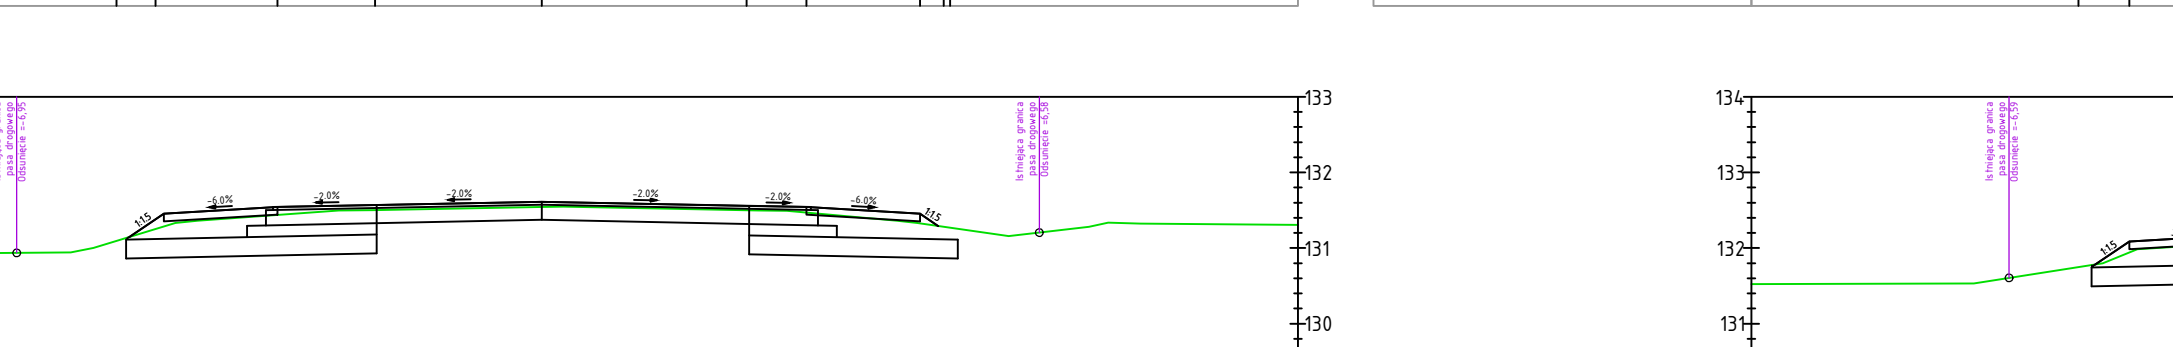 pasa drogowego
Odsunięcie =-6,95
1:1.5
-6.0%
-2.0%
-2.0%
-2.0%
-2.0%
-6.0%
1:1.5
Istniejąca granica
pasa drogowego
Odsunięcie =6,58
133
132
131
130
134
133
132
131
Istniejąca granica
pasa drogowego
Odsunięcie =-6,59
1:1.5